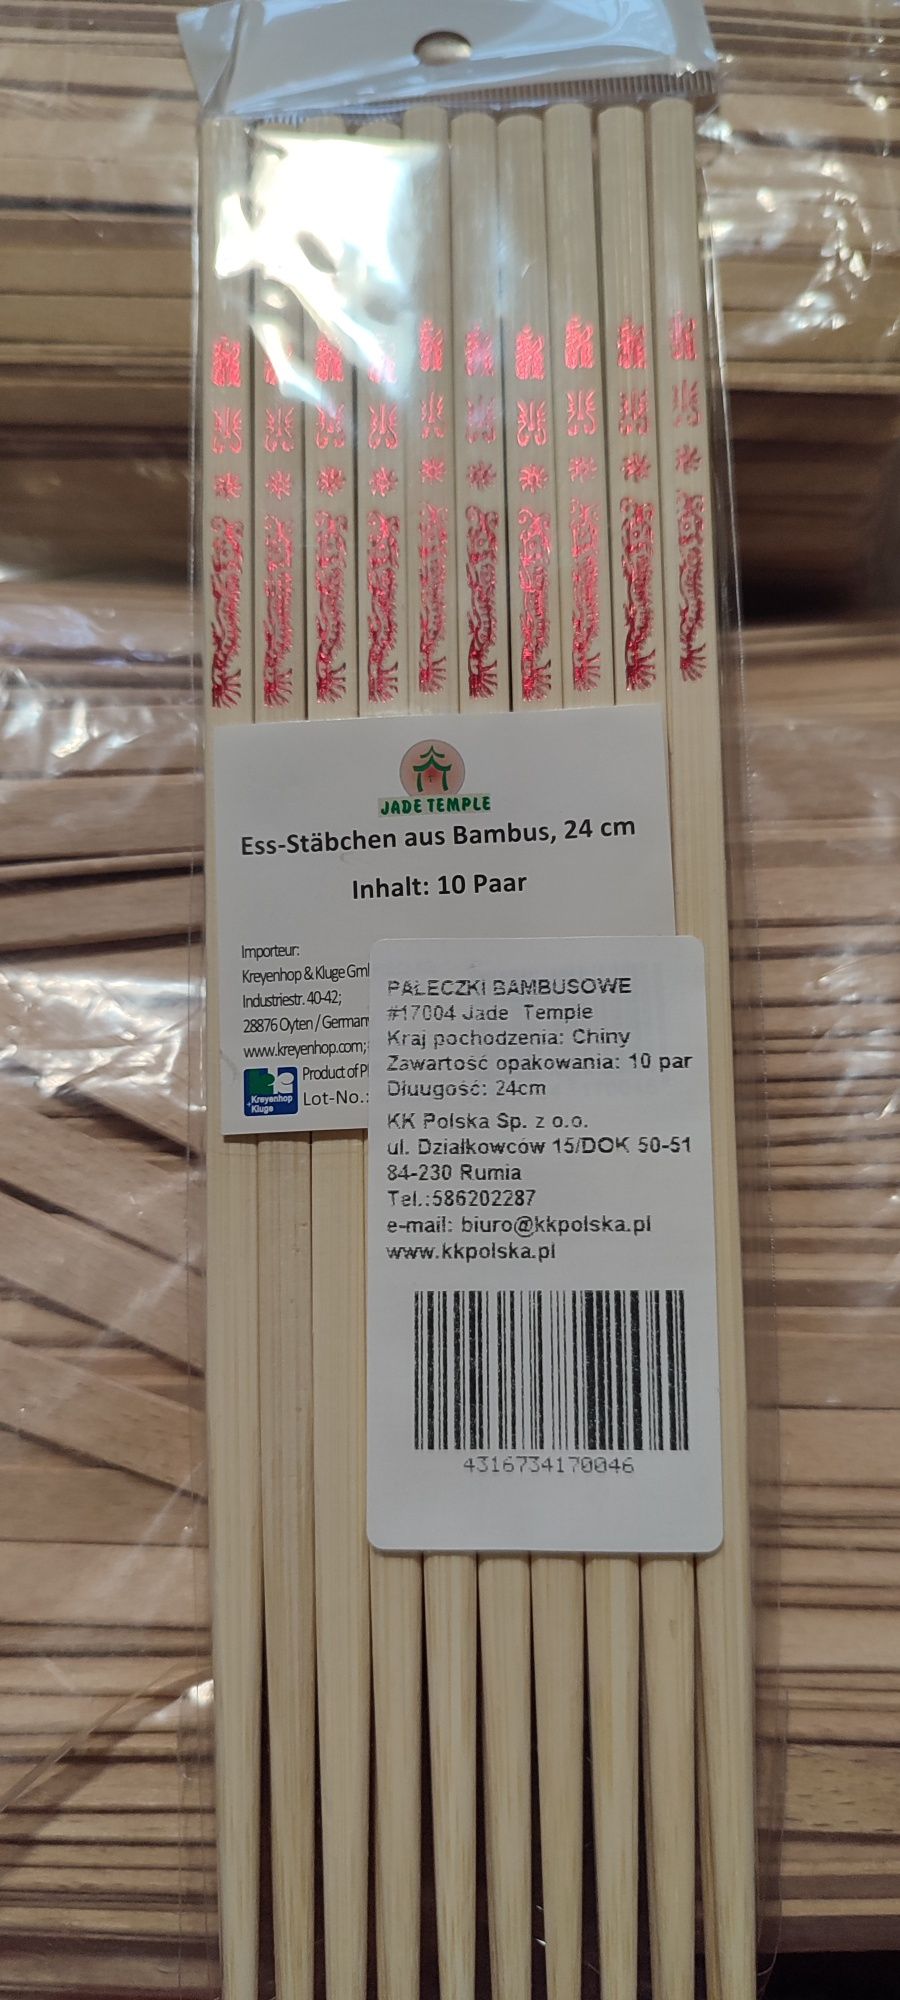 JADE TEMPLE
Ess-Stäbchen aus Bambus, 24 cm
Inhalt: 10 Paar
Importeur:
Kreyenhop & Kluge
Industriestr. 40-42;
28876 Oyten /
www.kreyenhop.com;
Product of
Lot-No.:
Kreyenhop
+Kluge
PAŁECZKI BAMBUSOWE
#17004 Jade Temple
Kraj pochodzenia: Chiny
Zawartość opakowania: 10 par
Dłuugość: 24cm
KK Polska Sp. z o.o.
ul. Działkowców 15/DOK 50-51
84-230 Rumia
Tel.:586202287
e-mail: biuro@kkpolska.pl
www.kkpolska.pl
4316734170046